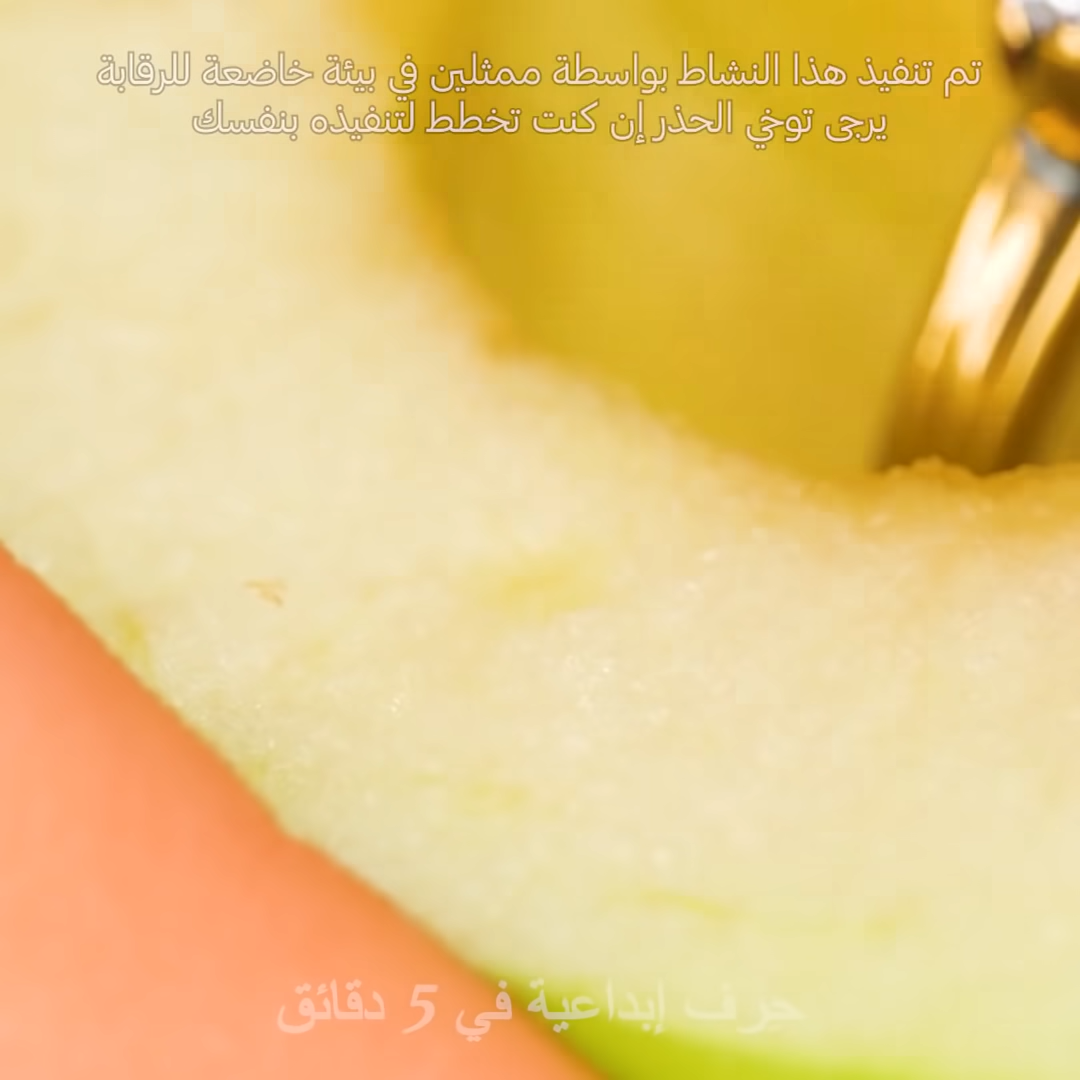 تم تنفيذ هذا النشاط بواسطة ممثلين في بيئة خاضعة للرقابة
يرجى توخي الحذر إن كنت تخطط لتنفيذه بنفسك
حرف إبداعية في 5 دقائق